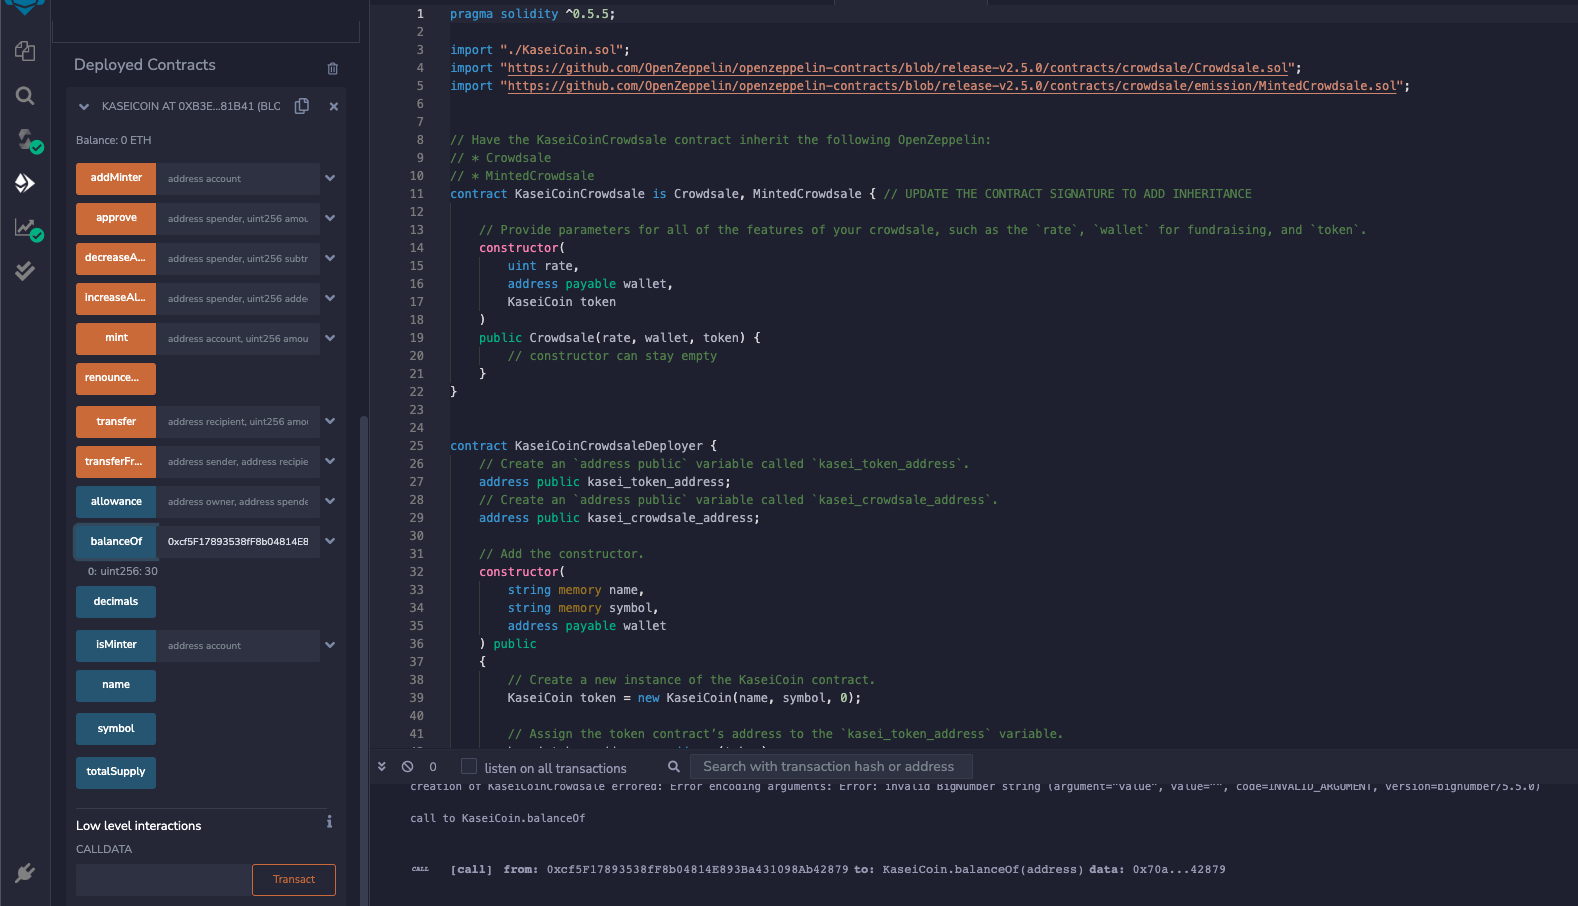 Deployed Contracts
KASEICOIN AT 0XB3E...81B41 (BLO
Balance: 0 ETH
addMinter address account
approve address spender, uint256 amou
decreaseA... address spender, uint256 subtr
increaseAl... address spender, uint256 adde
mint address account, uint256 amou
renounce...
transfer address recipient, uint256 amou
transferFr... address sender, address recipie
allowance address owner, address spende
balanceOf 0xcf5F17893538fF8b04814E8
0: uint256: 30
decimals
isMinter address account
name
symbol
totalSupply
Low level interactions
CALLDATA
Transact
1 pragma solidity ^0.5.5;
2
3 import "./KaseiCoin.sol";
4 import "https://github.com/OpenZeppelin/openzeppelin-contracts/blob/release-v2.5.0/contracts/crowdsale/Crowdsale.sol";
5 import "https://github.com/OpenZeppelin/openzeppelin-contracts/blob/release-v2.5.0/contracts/crowdsale/emission/MintedCrowdsale.sol";
6
7
8 // Have the KaseiCoinCrowdsale contract inherit the following OpenZeppelin:
9 // * Crowdsale
10 // * MintedCrowdsale
11 contract KaseiCoinCrowdsale is Crowdsale, MintedCrowdsale { // UPDATE THE CONTRACT SIGNATURE TO ADD INHERITANCE
12
13 // Provide parameters for all of the features of your crowdsale, such as the `rate`, `wallet` for fundraising, and `token`.
14 constructor(
15 uint rate,
16 address payable wallet,
17 KaseiCoin token
18 )
19 public Crowdsale(rate, wallet, token) {
20 // constructor can stay empty
21 }
22 }
23
24
25 contract KaseiCoinCrowdsaleDeployer {
26 // Create an `address public` variable called `kasei_token_address`.
27 address public kasei_token_address;
28 // Create an `address public` variable called `kasei_crowdsale_address`.
29 address public kasei_crowdsale_address;
30
31 // Add the constructor.
32 constructor(
33 string memory name,
34 string memory symbol,
35 address payable wallet
36 ) public
37 {
38 // Create a new instance of the KaseiCoin contract.
39 KaseiCoin token = new KaseiCoin(name, symbol, 0);
40
41 // Assign the token contract’s address to the `kasei_token_address` variable.
0 listen on all transactions Search with transaction hash or address
creation of KaseiCoinCrowdsale errored: Error encoding arguments: Error: invalid BigNumber string (argument="value", value="", code=INVALID_ARGUMENT, version=bignumber/5.5.0)
call to KaseiCoin.balanceOf
CALL [call] from: 0xcf5F17893538fF8b04814E893Ba431098Ab42879 to: KaseiCoin.balanceOf(address) data: 0x70a...42879